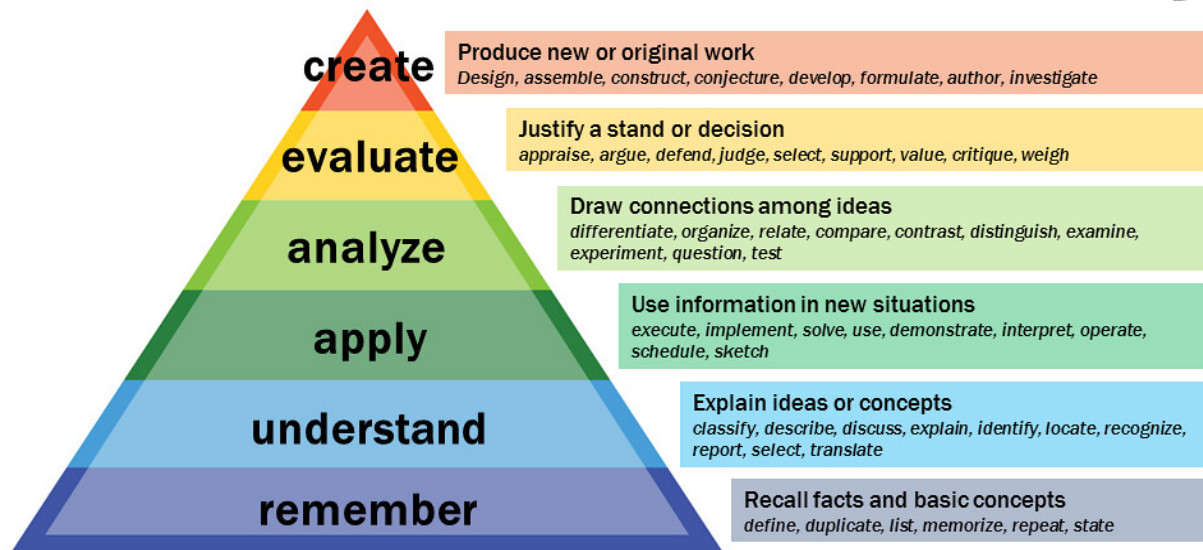 create
Produce new or original work
Design, assemble, construct, conjecture, develop, formulate, author, investigate
evaluate
Justify a stand or decision
appraise, argue, defend, judge, select, support, value, critique, weigh
analyze
Draw connections among ideas
differentiate, organize, relate, compare, contrast, distinguish, examine,
experiment, question, test
apply
Use information in new situations
execute, implement, solve, use, demonstrate, interpret, operate,
schedule, sketch
understand
Explain ideas or concepts
classify, describe, discuss, explain, identify, locate, recognize,
report, select, translate
remember
Recall facts and basic concepts
define, duplicate, list, memorize, repeat, state